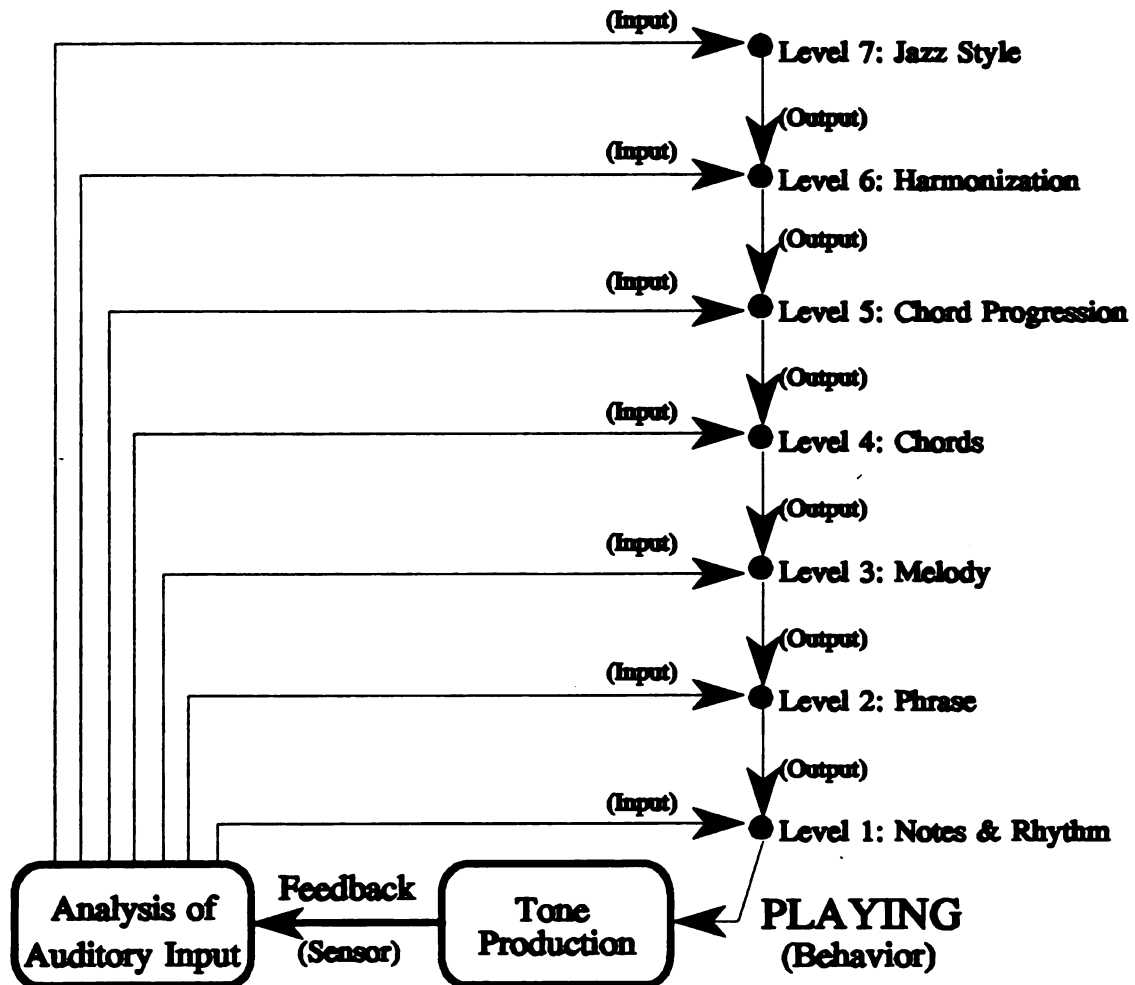 (Input)
Level 7: Jazz Style
(Output)
(Input)
Level 6: Harmonization
(Output)
(Input)
Level 5: Chord Progression
(Output)
(Input)
Level 4: Chords
(Output)
(Input)
Level 3: Melody
(Output)
(Input)
Level 2: Phrase
(Output)
(Input)
Level 1: Notes & Rhythm
Analysis of
Auditory Input
Feedback
(Sensor)
Tone
Production
PLAYING
(Behavior)